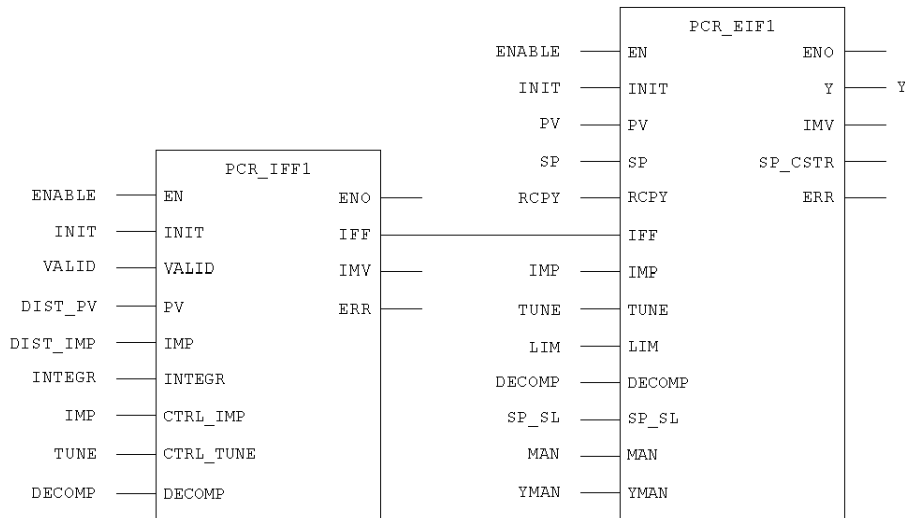 PCR_EIF1
ENABLE EN ENO
INIT INIT Y Y
PV PV IMV
SP SP SP_CSTR
RCPY RCPY ERR
IFF
IMP IMP
TUNE TUNE
LIM LIM
DECOMP DECOMP
SP_SL SP_SL
MAN MAN
YMAN YMAN
PCR_IFF1
ENABLE EN ENO
INIT INIT IFF
VALID VALID IMV
DIST_PV PV ERR
DIST_IMP IMP
INTEGR INTEGR
IMP CTRL_IMP
TUNE CTRL_TUNE
DECOMP DECOMP